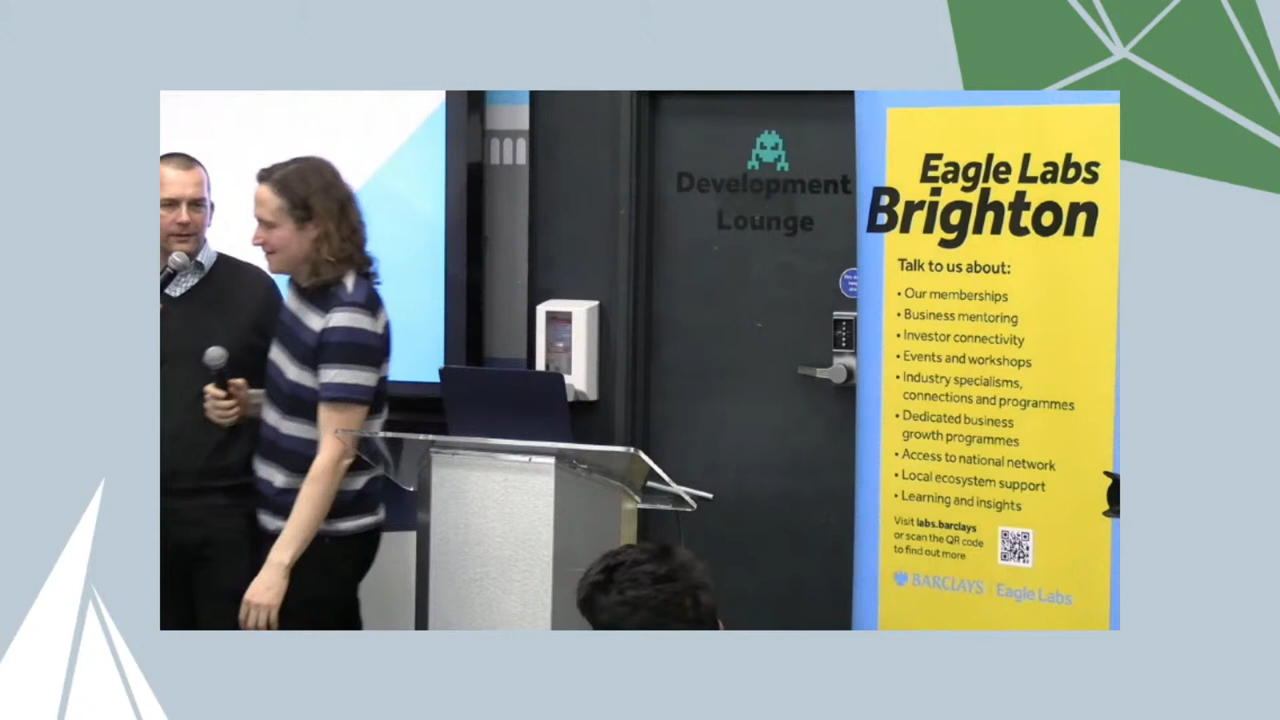 Development
Lounge
Eagle Labs
Brighton
Talk to us about:
• Our memberships
• Business mentoring
• Investor connectivity
• Events and workshops
• Industry specialisms,
connections and programmes
• Dedicated business
growth programmes
• Access to national network
• Local ecosystem support
• Learning and insights
Visit labs.barclays
or scan the QR code
to find out more
BARCLAYS | Eagle Labs